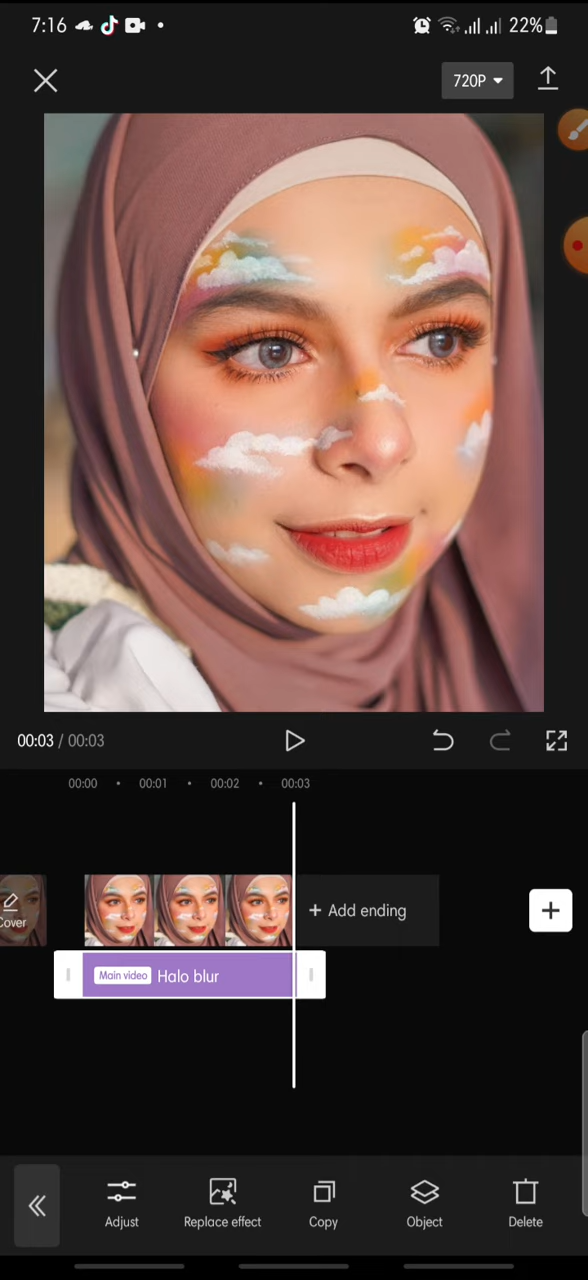 7:16
22%
720P
00:03 / 00:03
00:00 • 00:01 • 00:02 • 00:03
Cover
+ Add ending
Main video Halo blur
Adjust Replace effect Copy Object Delete